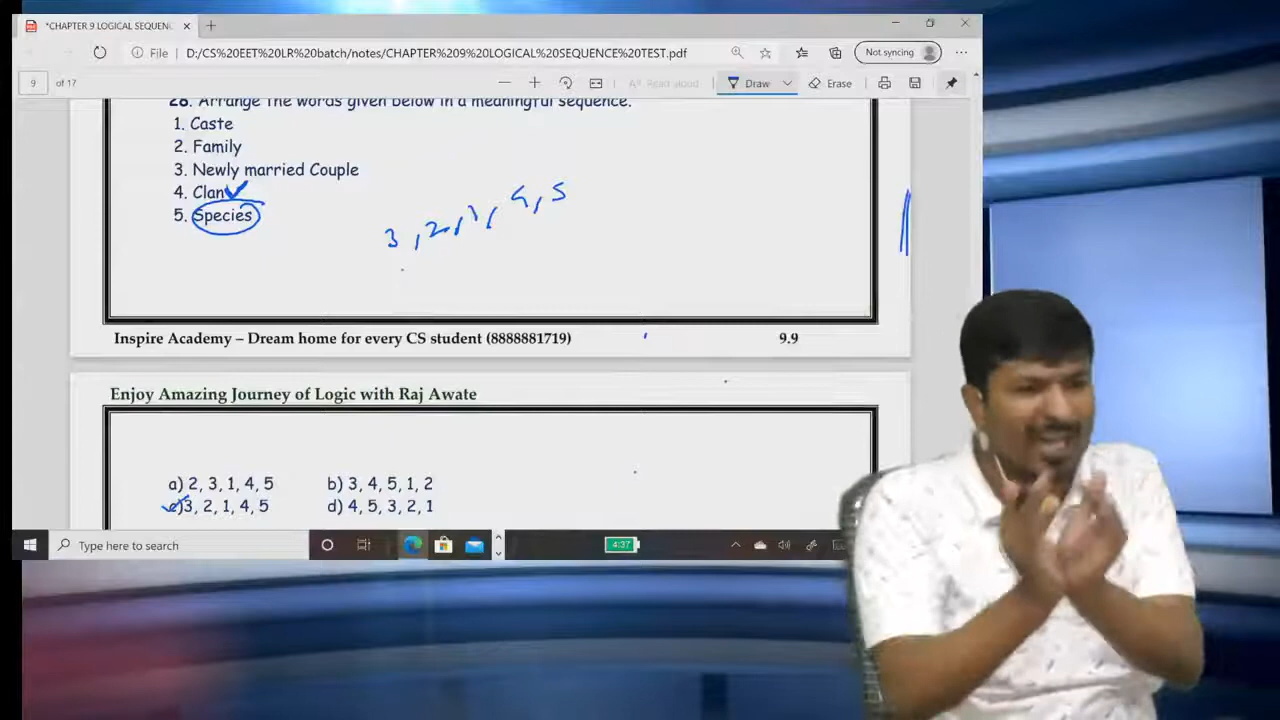 *CHAPTER 9 LOGICAL SEQUENC
File D:/CS%20EET%20LR%20batch/notes/CHAPTER%209%20LOGICAL%20SEQUENCE%20TEST.pdf Not syncing
9 of 17 Read aloud Draw Erase
28. Arrange The words given below in a meaningful sequence.
1. Caste
2. Family
3. Newly married Couple
4. Clan
5. Species
3, 2, 1, 4, 5
Inspire Academy – Dream home for every CS student (8888881719) 9.9
Enjoy Amazing Journey of Logic with Raj Awate
a) 2, 3, 1, 4, 5 b) 3, 4, 5, 1, 2
c)3, 2, 1, 4, 5 d) 4, 5, 3, 2, 1
Type here to search 4:37